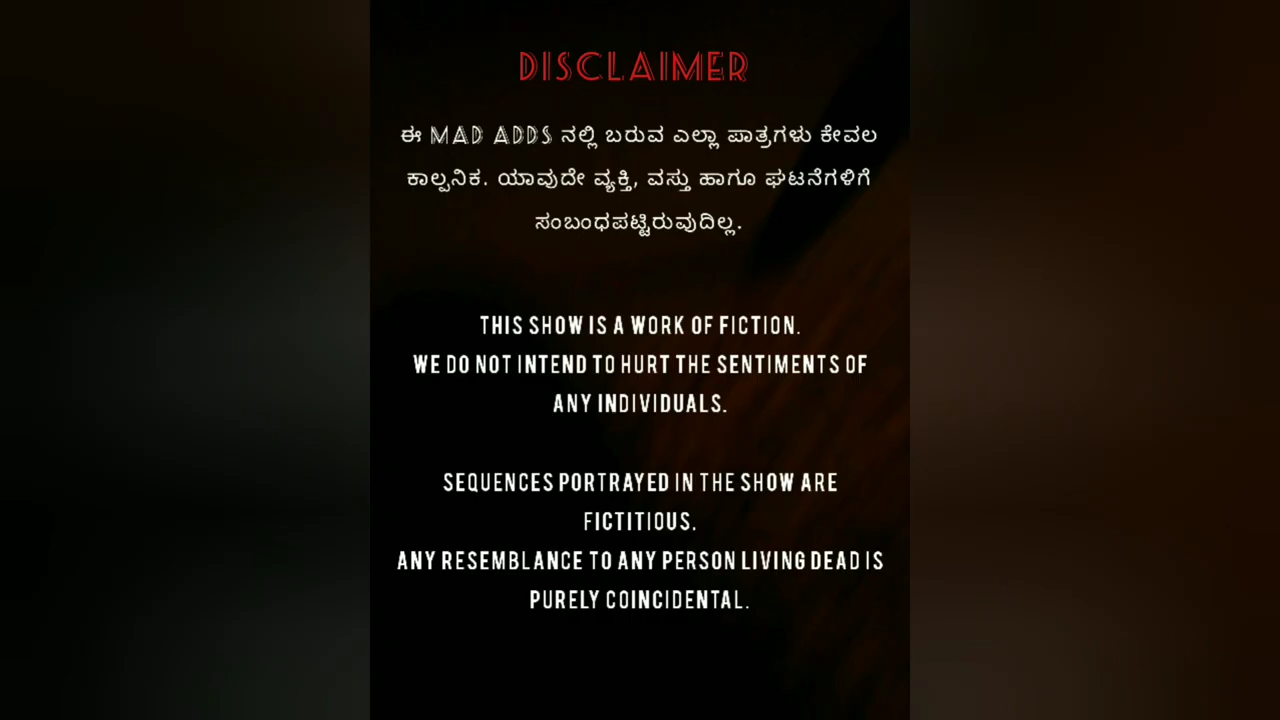 DISCLAIMER
ಈ MAD ADDS ನಲ್ಲಿ ಬರುವ ಎಲ್ಲಾ ಪಾತ್ರಗಳು ಕೇವಲ
ಕಾಲ್ಪನಿಕ. ಯಾವುದೇ ವ್ಯಕ್ತಿ, ವಸ್ತು ಹಾಗೂ ಘಟನೆಗಳಿಗೆ
ಸಂಬಂಧಪಟ್ಟಿರುವುದಿಲ್ಲ.
THIS SHOW IS A WORK OF FICTION.
WE DO NOT INTEND TO HURT THE SENTIMENTS OF
ANY INDIVIDUALS.
SEQUENCES PORTRAYED IN THE SHOW ARE
FICTITIOUS.
ANY RESEMBLANCE TO ANY PERSON LIVING DEAD IS
PURELY COINCIDENTAL.